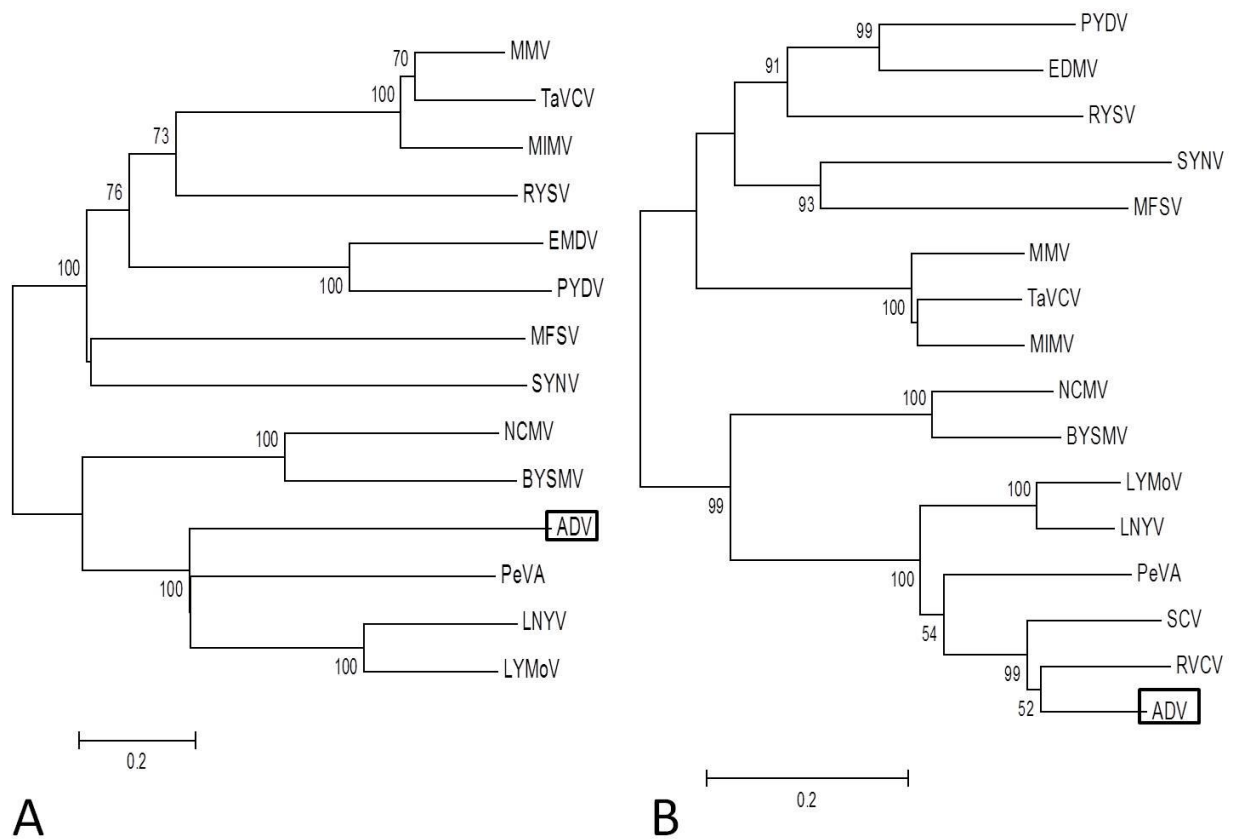 70
MMV
100
TaVCV
73
MIMV
76
RYSV
EMDV
100
100
PYDV
MFSV
SYNV
100
NCMV
BYSMV
ADV
100
PeVA
LNYV
100
LYMoV
0.2
A
99
PYDV
91
EDMV
RYSV
SYNV
93
MFSV
MMV
100
TaVCV
MIMV
100
NCMV
BYSMV
99
100
LYMoV
LNYV
100
PeVA
54
SCV
99
RVCV
52
ADV
0.2
B